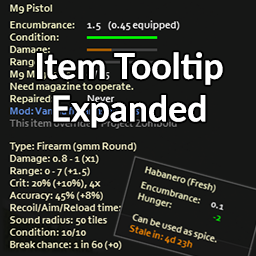 M9 Pistol
Encumbrance: 1.5 (0.45 equipped)
Condition:
Damage:
Item Tooltip
Expanded
Need magazine to operate.
Repaired Never
Mod:
This item
Type: Firearm (9mm Round)
Damage: 0.8 - 1 (x1)
Range: 0 - 7 (+1.5)
Crit: 20% (+10%), 4x
Accuracy: 45% (+8%)
Recoil/Aim/Reload time:
Sound radius: 50 tiles
Condition: 10/10
Break chance: 1 in 60 (+0)
Habanero (Fresh)
Encumbrance: 0.1
Hunger: -2
Can be used as spice.
Stale in: 4d 23h